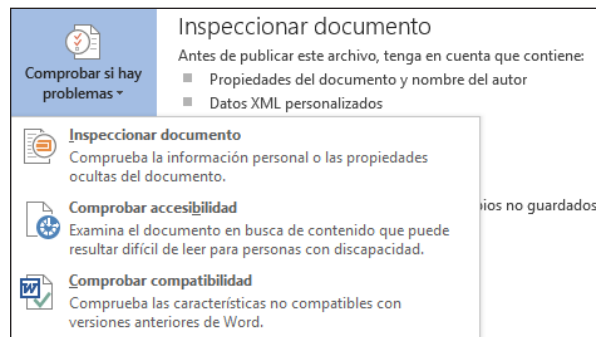 Comprobar si hay
problemas
Inspeccionar documento
Antes de publicar este archivo, tenga en cuenta que contiene:
Propiedades del documento y nombre del autor
Datos XML personalizados
Inspeccionar documento
Comprueba la información personal o las propiedades
ocultas del documento.
Comprobar accesibilidad
Examina el documento en busca de contenido que puede
resultar difícil de leer para personas con discapacidad.
ios no guardados
Comprobar compatibilidad
Comprueba las características no compatibles con
versiones anteriores de Word.